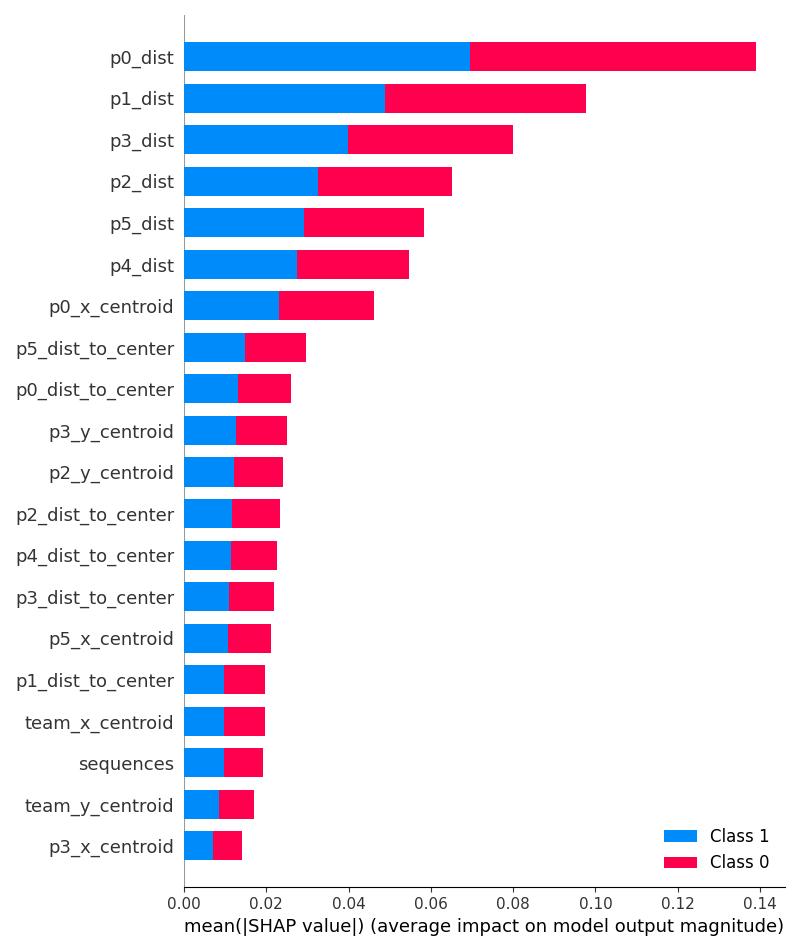 p0_dist
p1_dist
p3_dist
p2_dist
p5_dist
p4_dist
p0_x_centroid
p5_dist_to_center
p0_dist_to_center
p3_y_centroid
p2_y_centroid
p2_dist_to_center
p4_dist_to_center
p3_dist_to_center
p5_x_centroid
p1_dist_to_center
team_x_centroid
sequences
team_y_centroid
p3_x_centroid
Class 1
Class 0
0.00 0.02 0.04 0.06 0.08 0.10 0.12 0.14
mean(|SHAP value|) (average impact on model output magnitude)